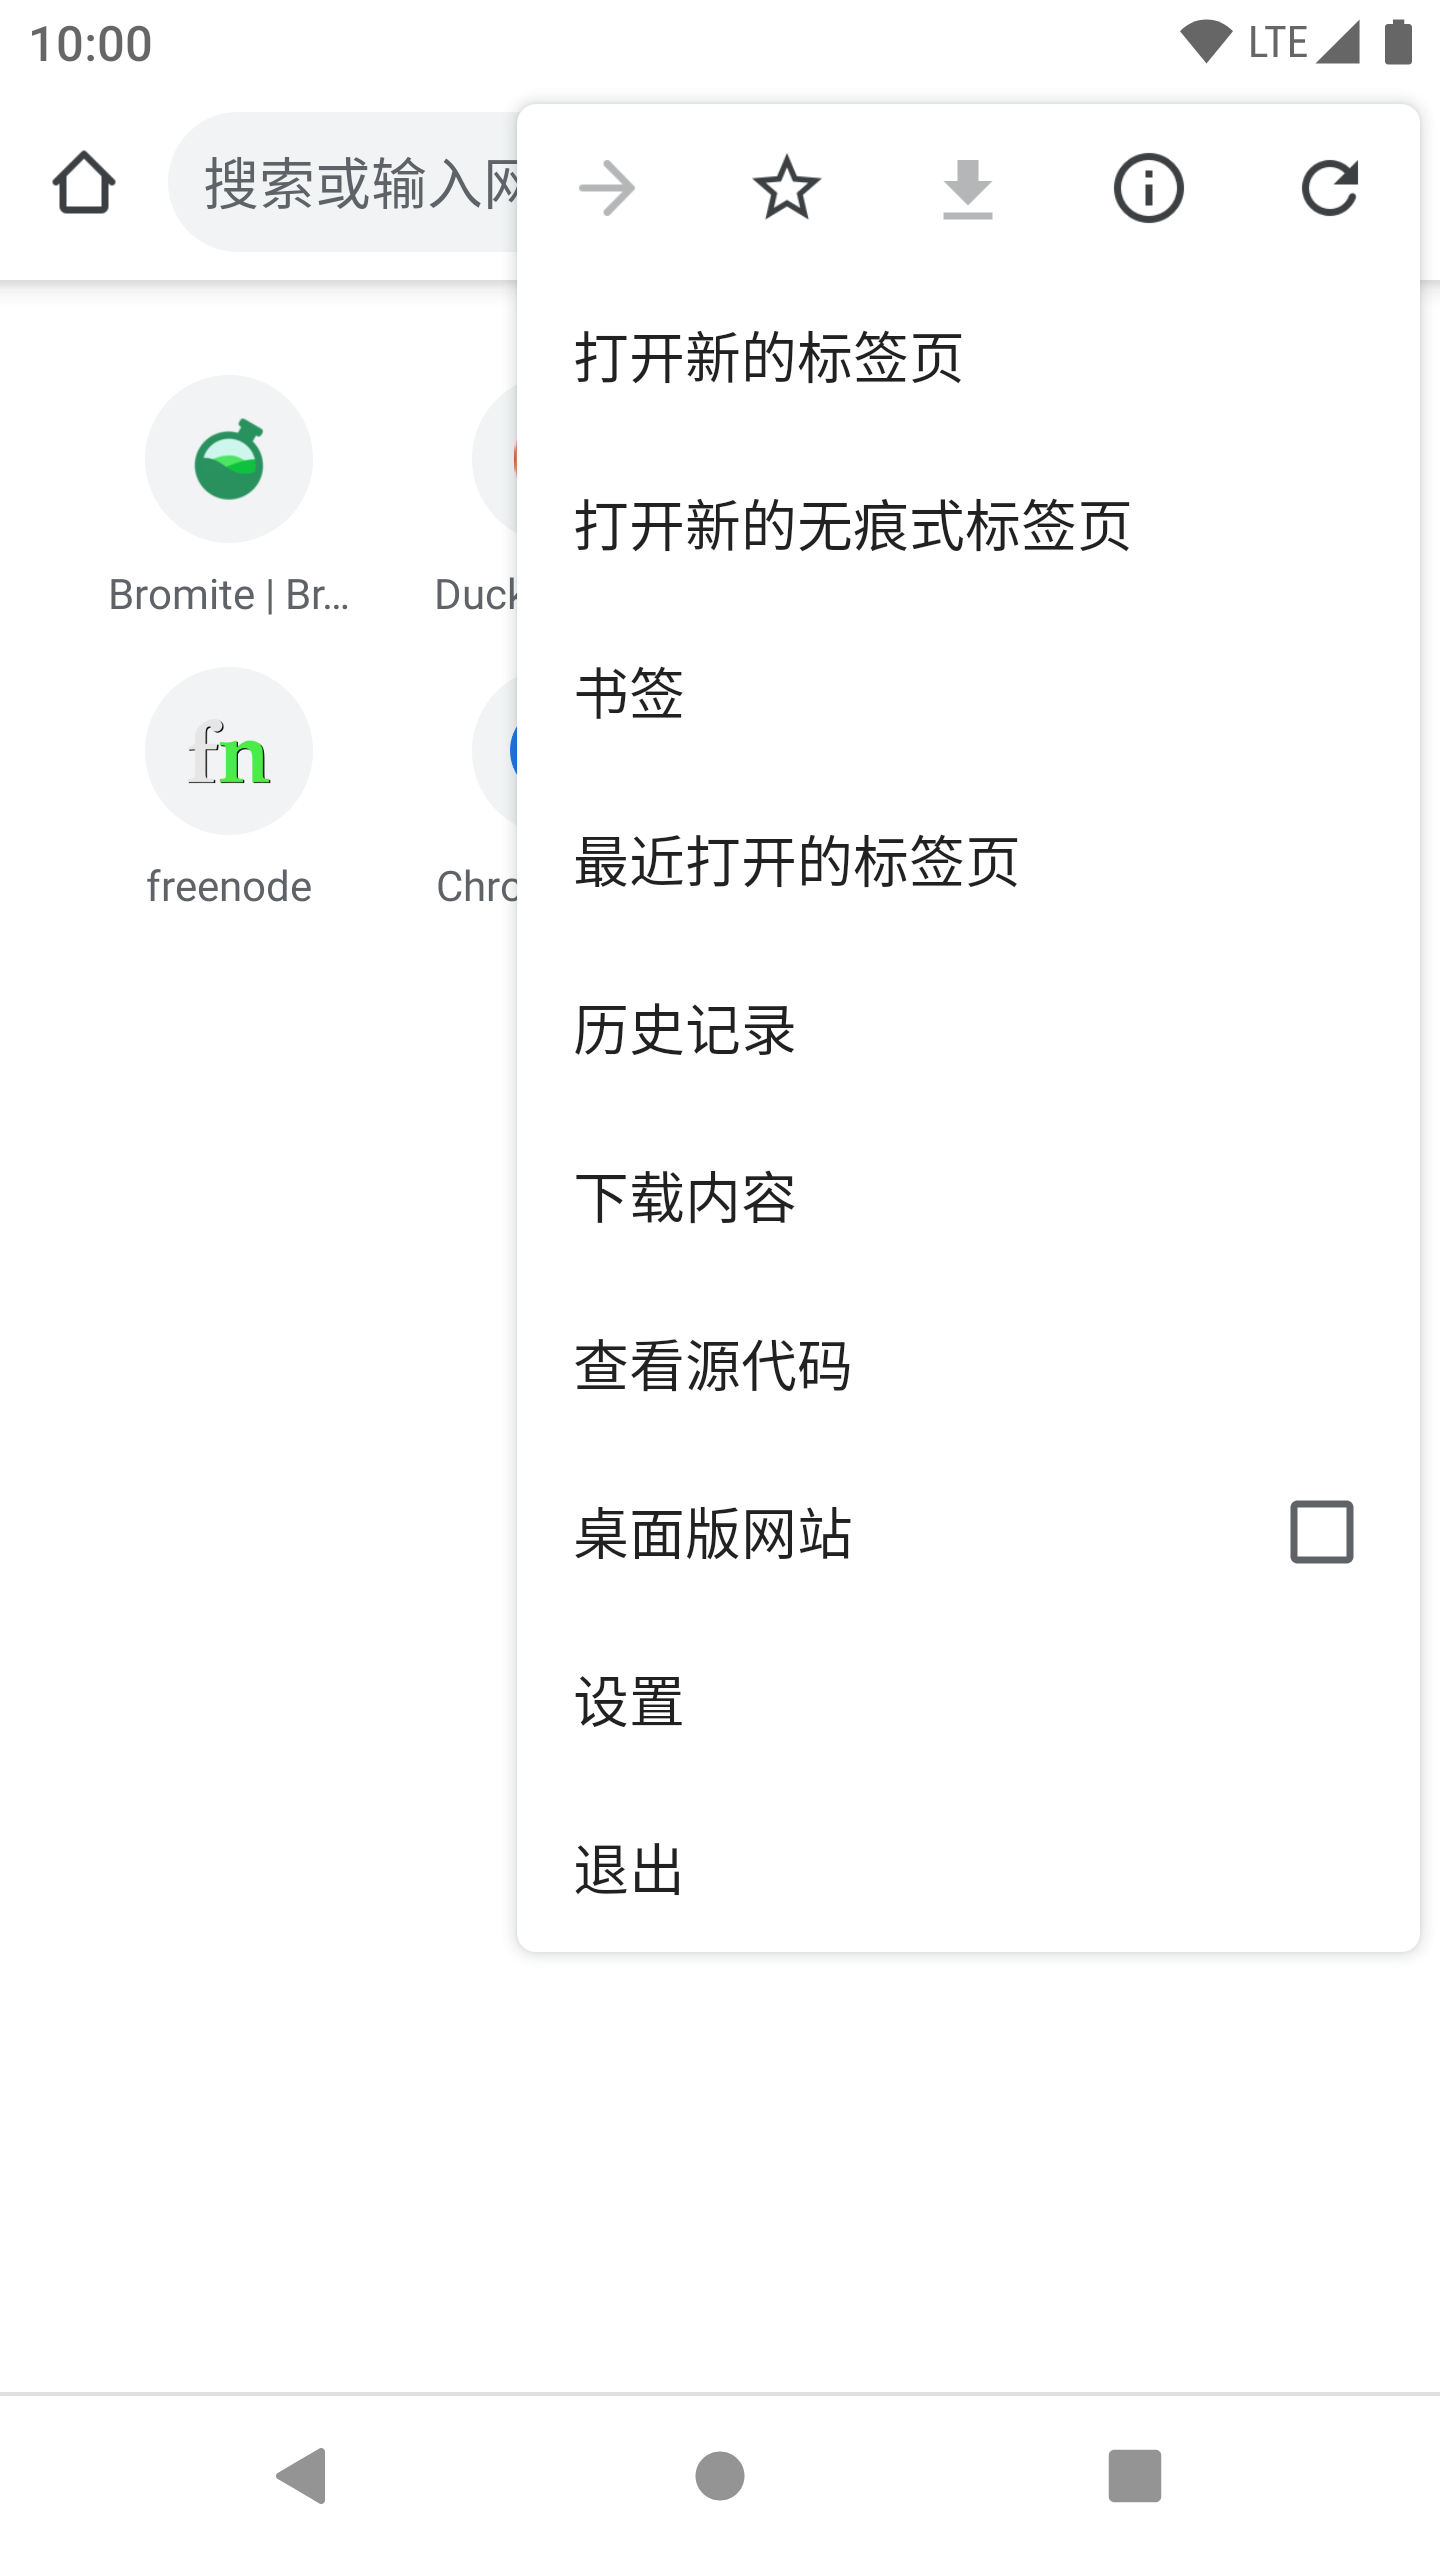 10:00
LTE
搜索或输入网
打开新的标签页
打开新的无痕式标签页
Bromite | Br...
Duck
书签
fn
最近打开的标签页
freenode
Chro
历史记录
下载内容
查看源代码
桌面版网站
设置
退出